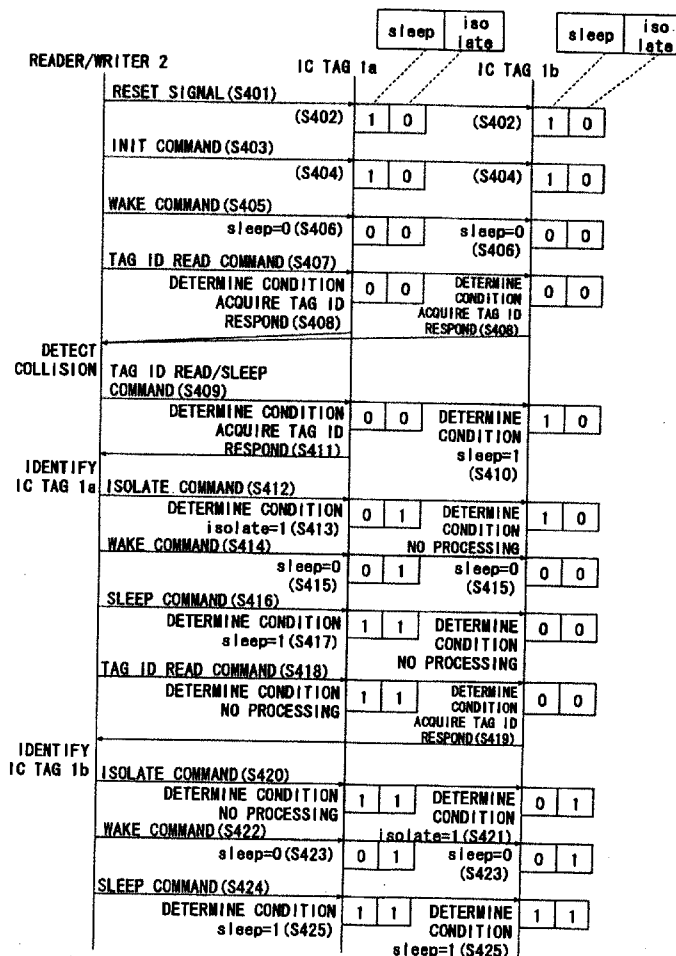 sleep iso late
sleep iso late
READER/WRITER 2 IC TAG 1a IC TAG 1b
RESET SIGNAL(S401)
(S402) 1 0 (S402) 1 0
INIT COMMAND(S403)
(S404) 1 0 (S404) 1 0
WAKE COMMAND(S405)
sleep=0(S406) 0 0 sleep=0 (S406) 0 0
TAG ID READ COMMAND(S407)
DETERMINE CONDITION
ACQUIRE TAG ID
RESPOND(S408)
0 0
DETERMINE
CONDITION
ACQUIRE TAG ID
RESPOND(S408)
0 0
DETECT
COLLISION
TAG ID READ/SLEEP
COMMAND(S409)
DETERMINE CONDITION
ACQUIRE TAG ID
RESPOND(S411)
0 0
DETERMINE
CONDITION
sleep=1
(S410)
1 0
IDENTIFY
IC TAG 1a
ISOLATE COMMAND(S412)
DETERMINE CONDITION
isolate=1(S413)
0 1
DETERMINE
CONDITION
NO PROCESSING
1 0
WAKE COMMAND(S414)
sleep=0
(S415)
0 1
sleep=0
(S415)
0 0
SLEEP COMMAND(S416)
DETERMINE CONDITION
sleep=1(S417)
1 1
DETERMINE
CONDITION
NO PROCESSING
0 0
TAG ID READ COMMAND(S418)
DETERMINE CONDITION
NO PROCESSING
1 1
DETERMINE
CONDITION
ACQUIRE TAG ID
RESPOND(S419)
0 0
IDENTIFY
IC TAG 1b
ISOLATE COMMAND(S420)
DETERMINE CONDITION
NO PROCESSING
1 1
DETERMINE
CONDITION
isolate=1(S421)
0 1
WAKE COMMAND(S422)
sleep=0(S423)
0 1
sleep=0
(S423)
0 1
SLEEP COMMAND(S424)
DETERMINE CONDITION
sleep=1(S425)
1 1
DETERMINE
CONDITION
sleep=1(S425)
1 1